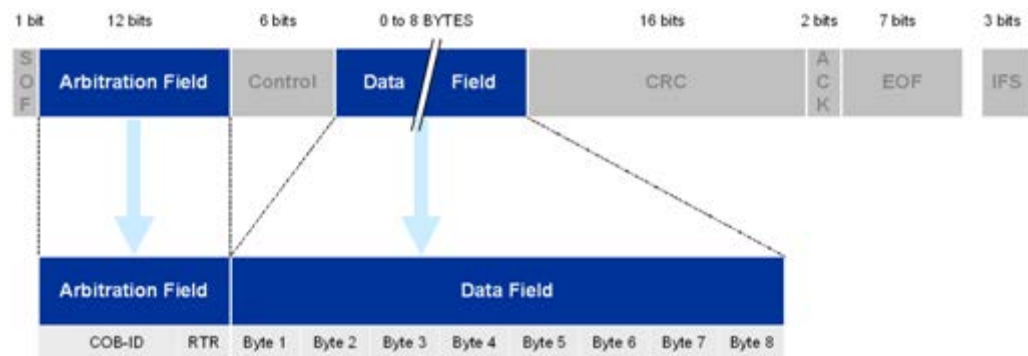 1 bit 12 bits 6 bits 0 to 8 BYTES 16 bits 2 bits 7 bits 3 bits
SOF Arbitration Field Control Data Field CRC ACK EOF IFS
Arbitration Field Data Field
COB-ID RTR Byte 1 Byte 2 Byte 3 Byte 4 Byte 5 Byte 6 Byte 7 Byte 8